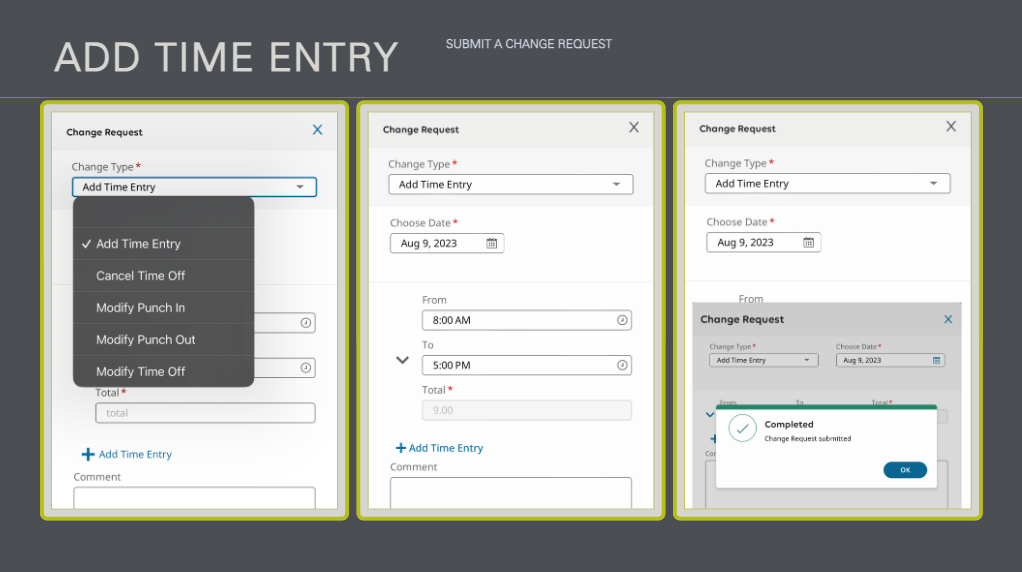 ADD TIME ENTRY
SUBMIT A CHANGE REQUEST
Change Request
Change Type *
Add Time Entry
Add Time Entry
Cancel Time Off
Modify Punch In
Modify Punch Out
Modify Time Off
Total *
total
Add Time Entry
Comment
Change Request
Change Type *
Add Time Entry
Choose Date *
Aug 9, 2023
From
8:00 AM
To
5:00 PM
Total *
9.00
Add Time Entry
Comment
Change Request
Change Type *
Add Time Entry
Choose Date *
Aug 9, 2023
From
Change Request
Change Type *
Choose Date *
Add Time Entry
Aug 9, 2023
From
To
Total *
Completed
Change Request submitted
OK